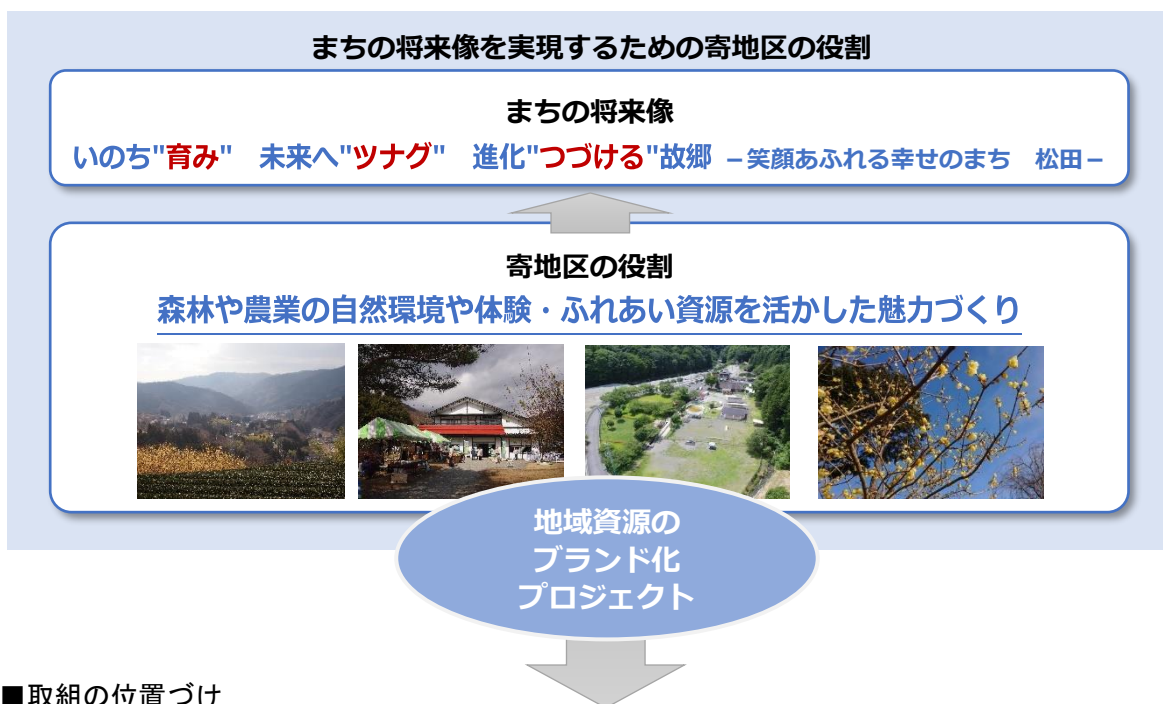 まちの将来像を実現するための寄地区の役割
まちの将来像
いのち"育み"　未来へ"ツナグ"　進化"つづける"故郷 －笑顔あふれる幸せのまち　松田－
寄地区の役割
森林や農業の自然環境や体験・ふれあい資源を活かした魅力づくり
地域資源の
ブランド化
プロジェクト
■取組の位置づけ